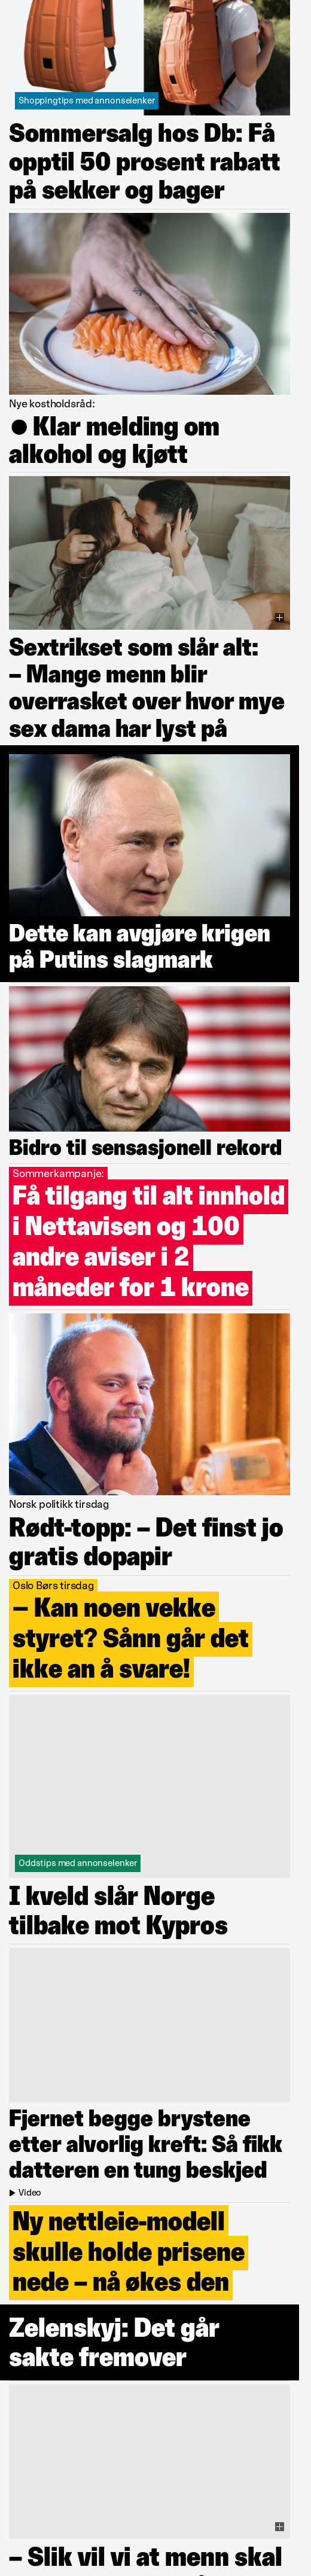 Shoppingtips med annonselenker
Sommersalg hos Db: Få
opptil 50 prosent rabatt
på sekker og bager
Nye kostholdsråd:
● Klar melding om
alkohol og kjøtt
Sextrikset som slår alt:
– Mange menn blir
overrasket over hvor mye
sex dama har lyst på
Dette kan avgjøre krigen
på Putins slagmark
Bidro til sensasjonell rekord
Sommerkampanje:
Få tilgang til alt innhold
i Nettavisen og 100
andre aviser i 2
måneder for 1 krone
Norsk politikk tirsdag
Rødt-topp: – Det finst jo
gratis dopapir
Oslo Børs tirsdag
– Kan noen vekke
styret? Sånn går det
ikke an å svare!
Oddstips med annonselenker
I kveld slår Norge
tilbake mot Kypros
Fjernet begge brystene
etter alvorlig kreft: Så fikk
datteren en tung beskjed
Video
Ny nettleie-modell
skulle holde prisene
nede – nå økes den
Zelenskyj: Det går
sakte fremover
– Slik vil vi at menn skal